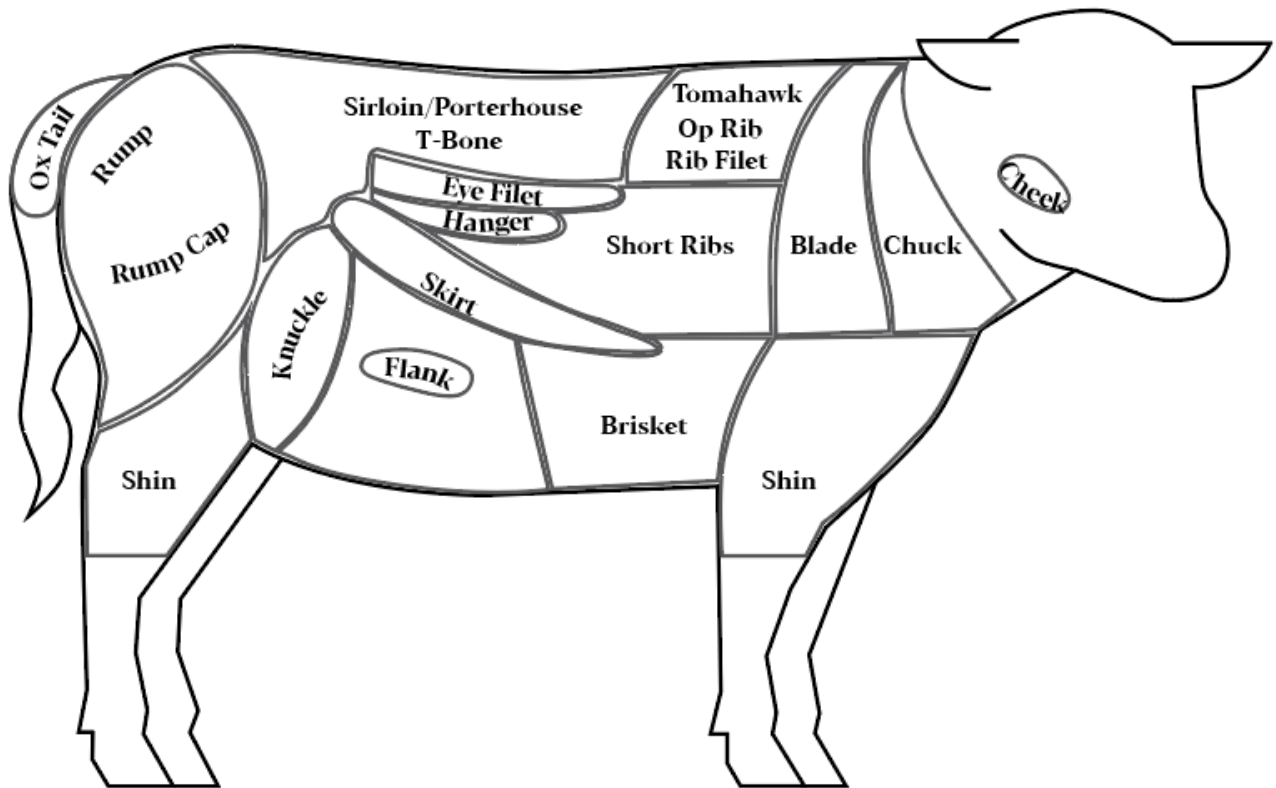 Ox Tail
Rump
Rump Cap
Sirloin/Porterhouse
T-Bone
Tomahawk
Op Rib
Rib Filet
Eye Filet
Hanger
Short Ribs
Blade
Chuck
Cheek
Skirt
Knuckle
Flank
Brisket
Shin
Shin